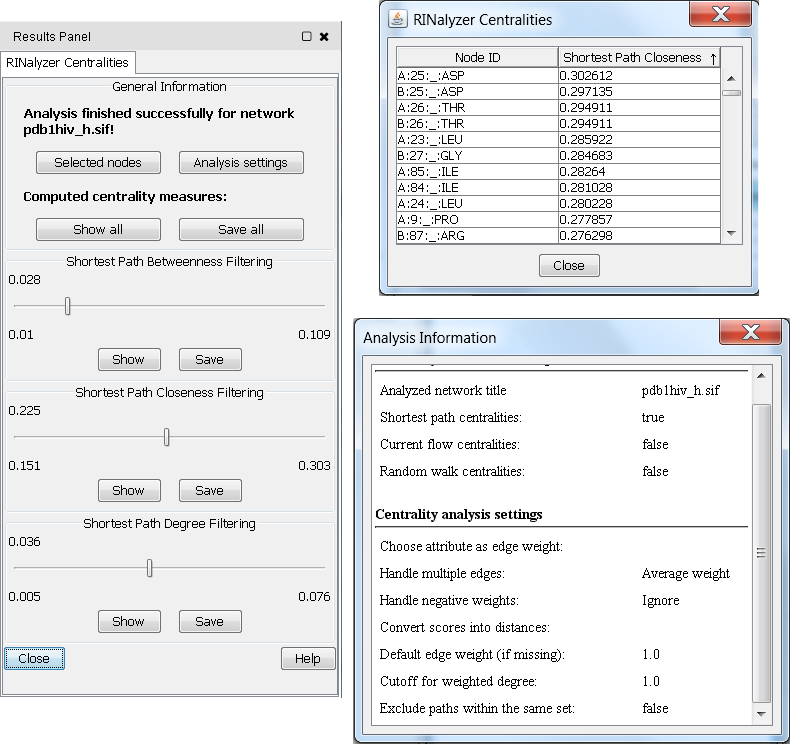 Results Panel
RINalyzer Centralities
General Information
Analysis finished successfully for network
pdb1hiv_h.sif!
Selected nodes Analysis settings
Computed centrality measures:
Show all Save all
Shortest Path Betweenness Filtering
0.028
0.01 0.109
Show Save
Shortest Path Closeness Filtering
0.225
0.151 0.303
Show Save
Shortest Path Degree Filtering
0.036
0.005 0.076
Show Save
Close Help
RINalyzer Centralities
Node ID Shortest Path Closeness ↑
A:25:_:ASP 0.302612
B:25:_:ASP 0.297135
A:26:_:THR 0.294911
B:26:_:THR 0.294911
A:23:_:LEU 0.285922
B:27:_:GLY 0.284683
A:85:_:ILE 0.28264
A:84:_:ILE 0.281028
A:24:_:LEU 0.280228
A:9:_:PRO 0.277857
B:87:_:ARG 0.276298
Close
Analysis Information
Analyzed network title pdb1hiv_h.sif
Shortest path centralities: true
Current flow centralities: false
Random walk centralities: false
Centrality analysis settings
Choose attribute as edge weight:
Handle multiple edges: Average weight
Handle negative weights: Ignore
Convert scores into distances:
Default edge weight (if missing): 1.0
Cutoff for weighted degree: 1.0
Exclude paths within the same set: false